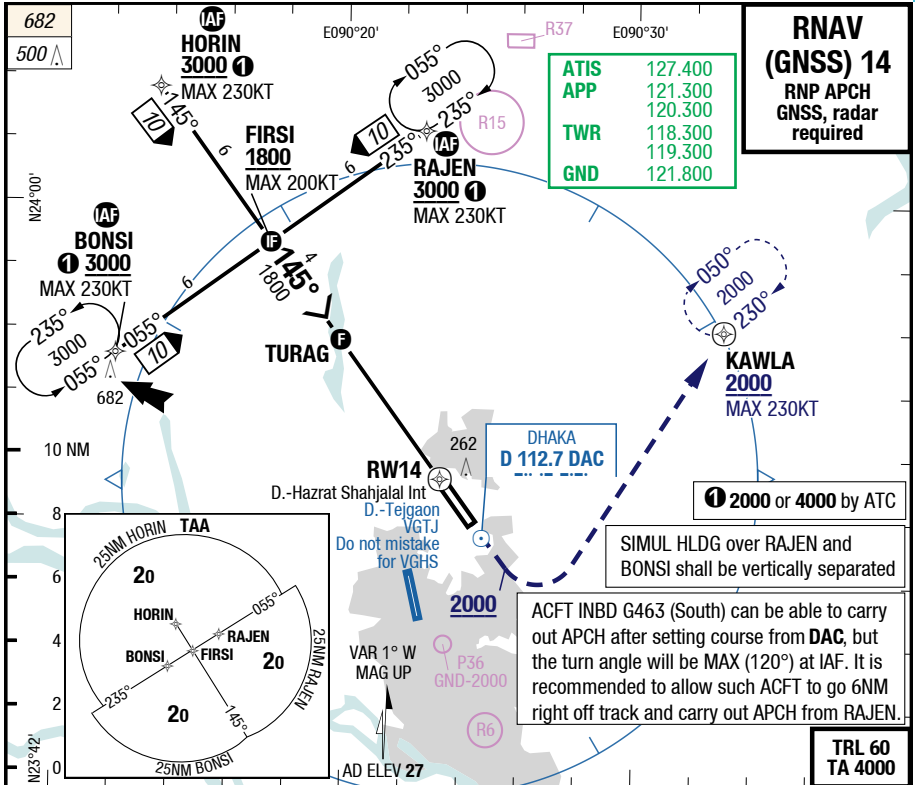 682
500
IAF
HORIN
3000 1
MAX 230KT
145°
10
6
FIRSI
1800
MAX 200KT
E090°20'
R37
E090°30'
055°
3000
235°
R15
10
235°
6
IAF
RAJEN
3000 1
MAX 230KT
ATIS 127.400
APP 121.300
120.300
TWR 118.300
119.300
GND 121.800
RNAV
(GNSS) 14
RNP APCH
GNSS, radar
required
N24°00'
IAF
BONSI
1 3000
MAX 230KT
6
IF
4
145°
1800
235°
3000
055°
055°
10
682
F
TURAG
050°
2000
230°
KAWLA
2000
MAX 230KT
10 NM
262
RW14
D.-Hazrat Shahjalal Int
DHAKA
D 112.7 DAC
D.-Tejgaon
VGTJ
Do not mistake
for VGHS
1 2000 or 4000 by ATC
8
6
4
2
0
SIMUL HLDG over RAJEN and
BONSI shall be vertically separated
2000
ACFT INBD G463 (South) can be able to carry
out APCH after setting course from DAC, but
the turn angle will be MAX (120°) at IAF. It is
recommended to allow such ACFT to go 6NM
right off track and carry out APCH from RAJEN.
TAA
25NM HORIN
20
HORIN
055°
RAJEN
BONSI
FIRSI
20
25NM RAJEN
235°
20
145°
25NM BONSI
VAR 1° W
MAG UP
P36
GND-2000
R6
AD ELEV 27
N23°42'
TRL 60
TA 4000